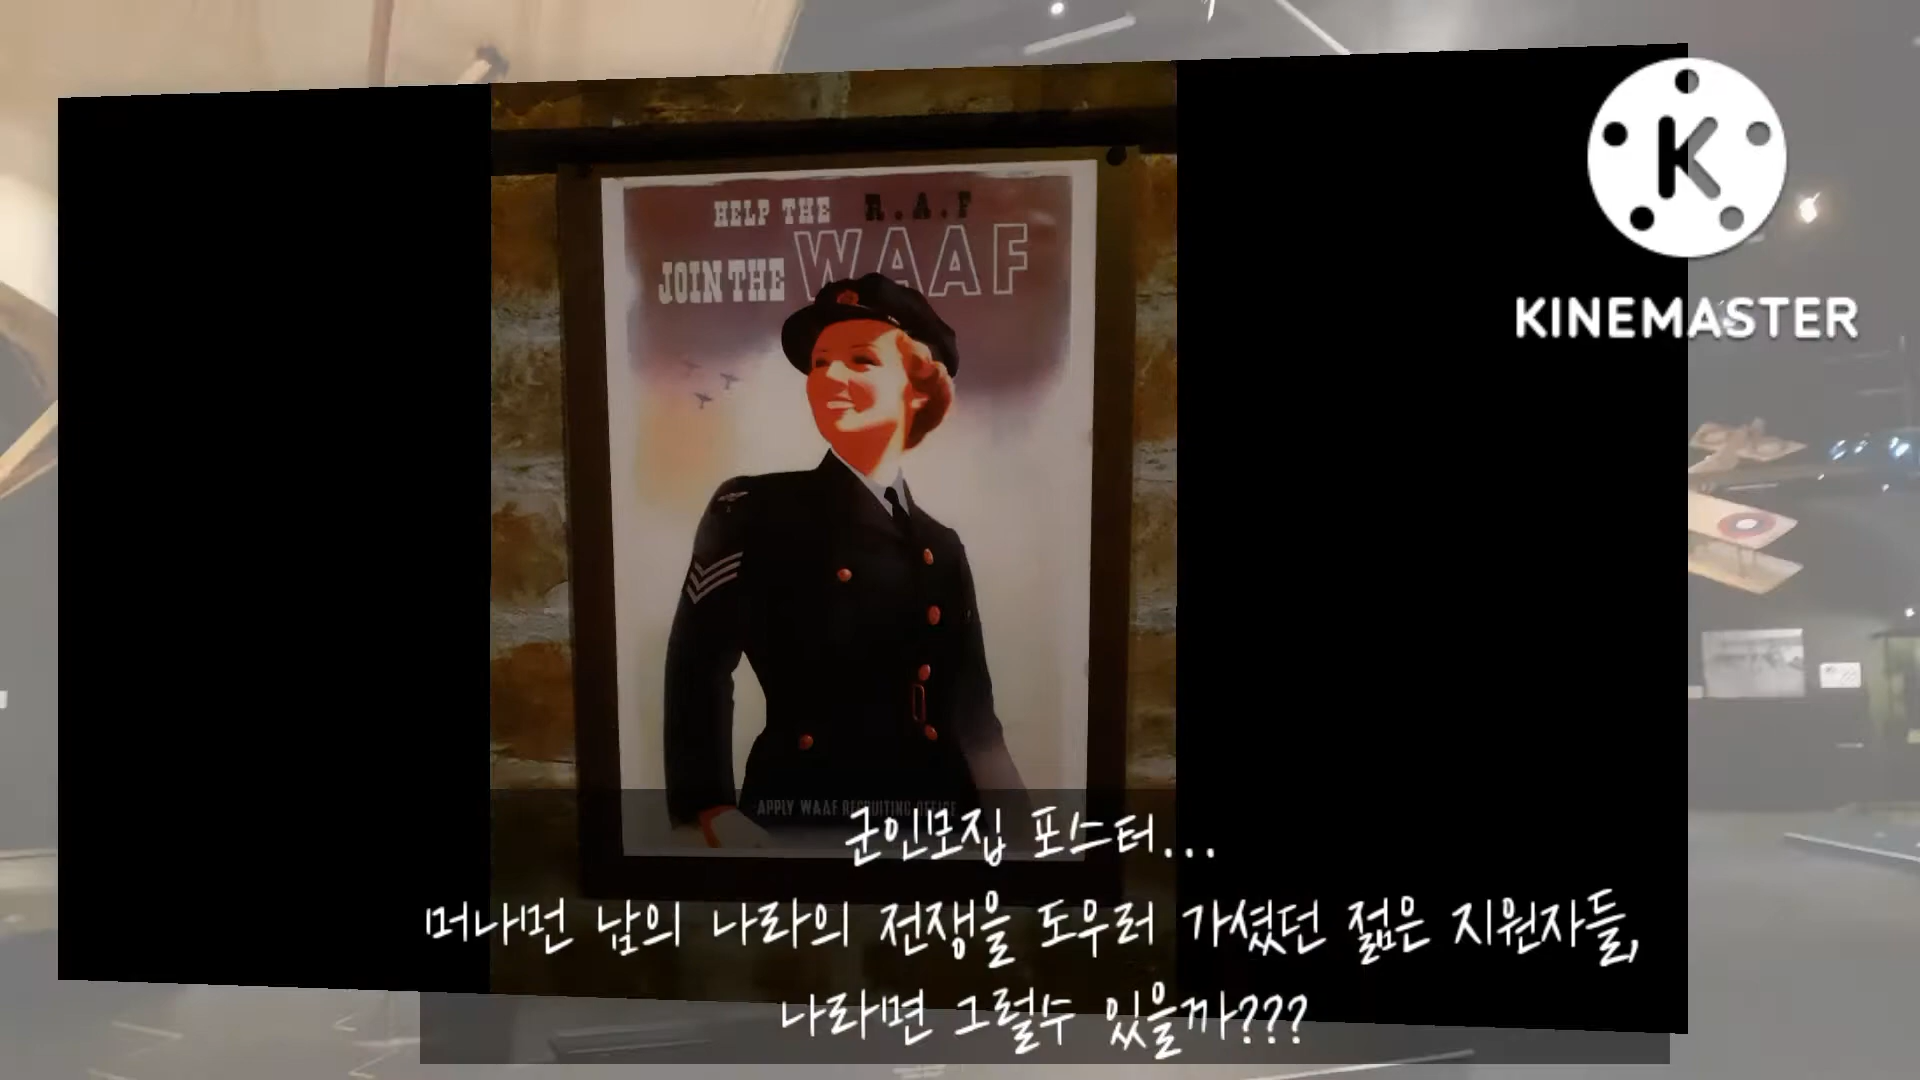 HELP THE R.A.F
JOIN THE WAAF
APPLY WAAF RECRUITING OFFICE
K
KINEMASTER
군인모집 포스터...
머나먼 남의 나라의 전쟁을 도우러 가셨던 젊은 지원자들,
나라면 그럴수 있을까???